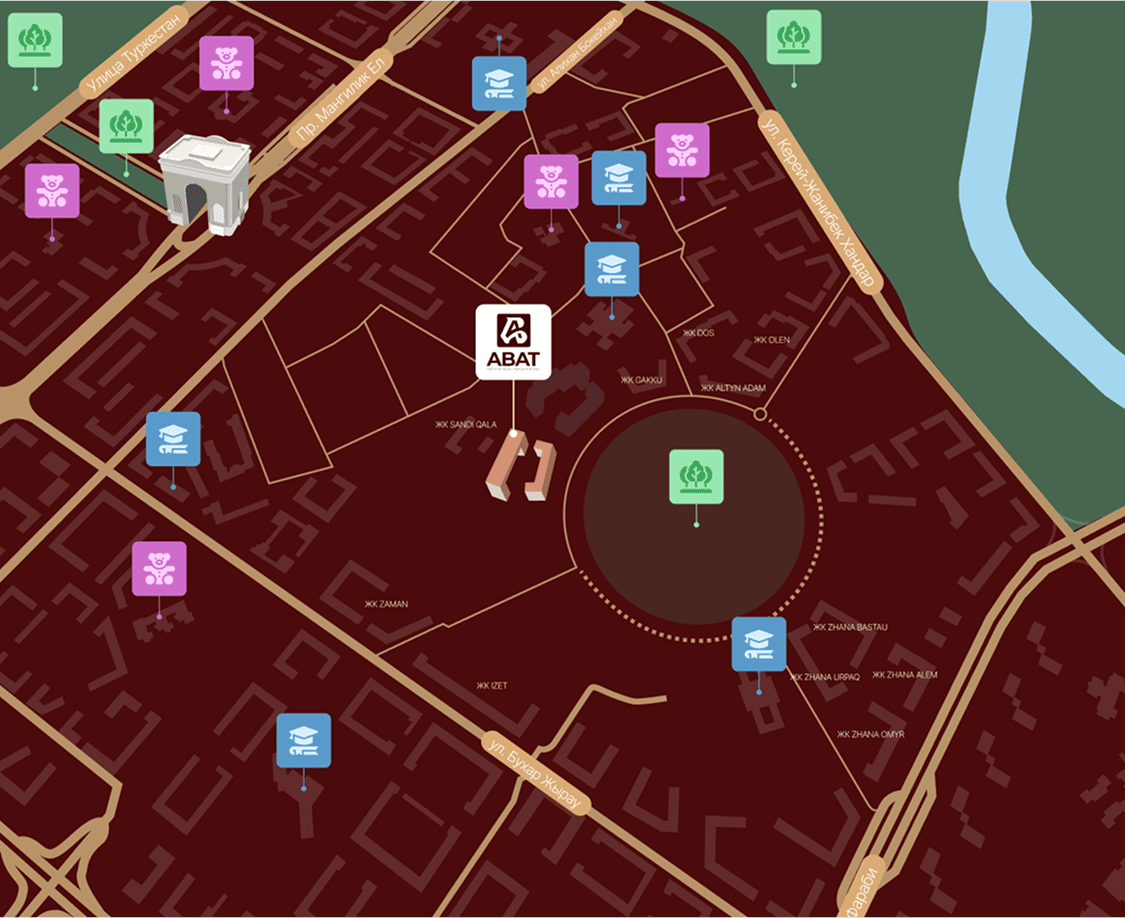 Улица Туркестан
Пр. Мангилик Ел
ул. Алихан Бокейхан
ул. Керей-Жанибек Хандар
ABAT
ЖК DOS
ЖК OLEN
ЖК GAKKU
ЖК ALTYN ADAM
ЖК SANDI QALA
ЖК ZAMAN
ЖК ZHANA BASTAU
ЖК ZHANA URPAQ
ЖК ZHANA ALEM
ЖК IZET
ЖК ZHANA OMYR
ул. Бухар Жырау
Фараби